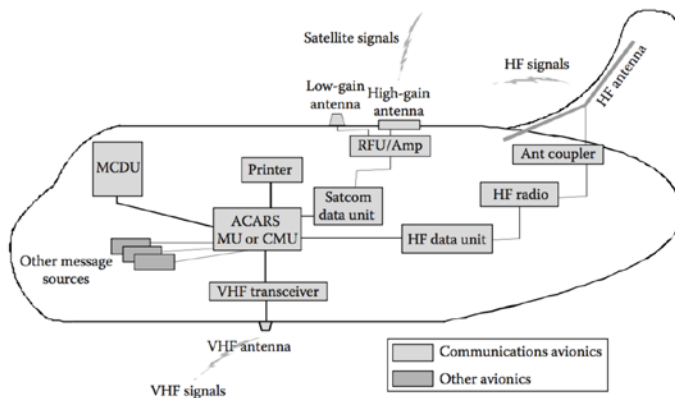 Satellite signals
HF signals
Low-gain
antenna
High-gain
antenna
HF antenna
RFU/Amp
Ant coupler
MCDU
Printer
Satcom
data unit
HF radio
ACARS
MU or CMU
HF data unit
Other message
sources
VHF transceiver
VHF antenna
VHF signals
Communications avionics
Other avionics